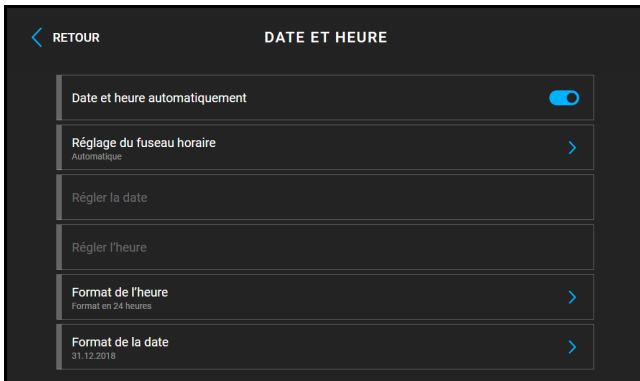 RETOUR
DATE ET HEURE
Date et heure automatiquement
Réglage du fuseau horaire
Automatique
Régler la date
Régler l'heure
Format de l'heure
Format en 24 heures
Format de la date
31.12.2018